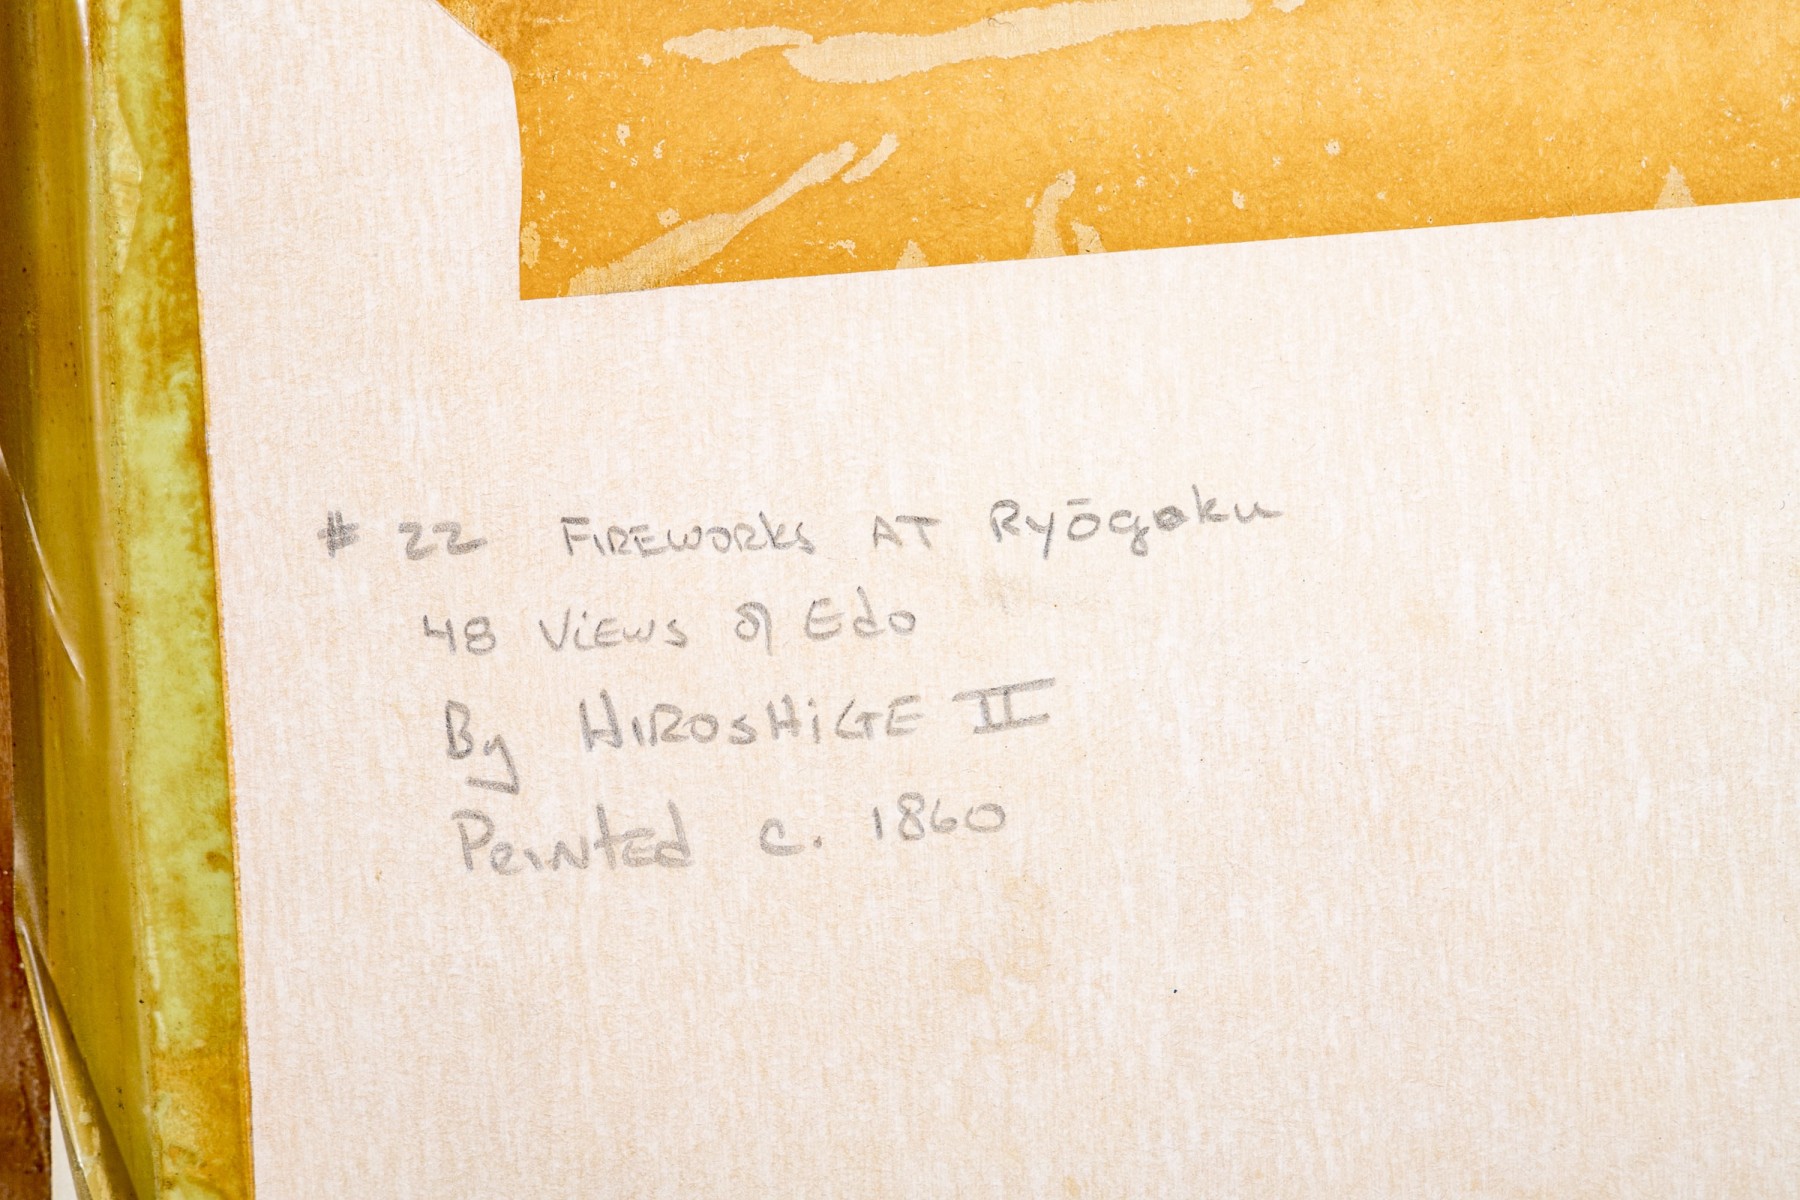 # 22 FIREWORKS AT Ryōgoku
48 ViEWS of Edo
By HIROSHiGE II
PriNTEd c. 1860